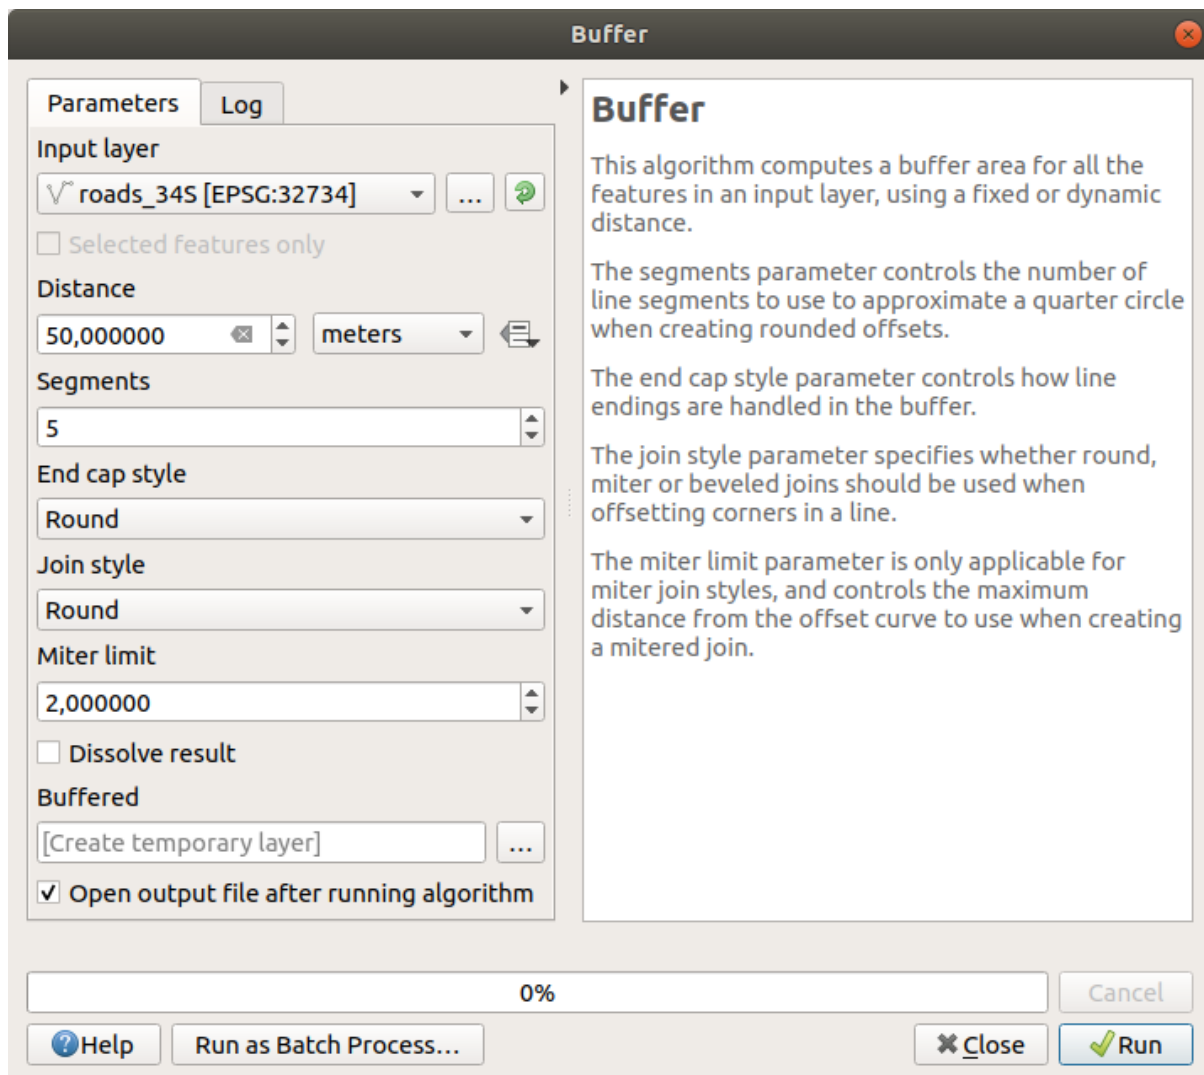 Buffer
Parameters Log
Input layer
roads_34S [EPSG:32734] ...
Selected features only
Distance
50,000000 meters
Segments
5
End cap style
Round
Join style
Round
Miter limit
2,000000
Dissolve result
Buffered
[Create temporary layer] ...
Open output file after running algorithm
Buffer
This algorithm computes a buffer area for all the
features in an input layer, using a fixed or dynamic
distance.
The segments parameter controls the number of
line segments to use to approximate a quarter circle
when creating rounded offsets.
The end cap style parameter controls how line
endings are handled in the buffer.
The join style parameter specifies whether round,
miter or beveled joins should be used when
offsetting corners in a line.
The miter limit parameter is only applicable for
miter join styles, and controls the maximum
distance from the offset curve to use when creating
a mitered join.
0% Cancel
Help Run as Batch Process... Close Run